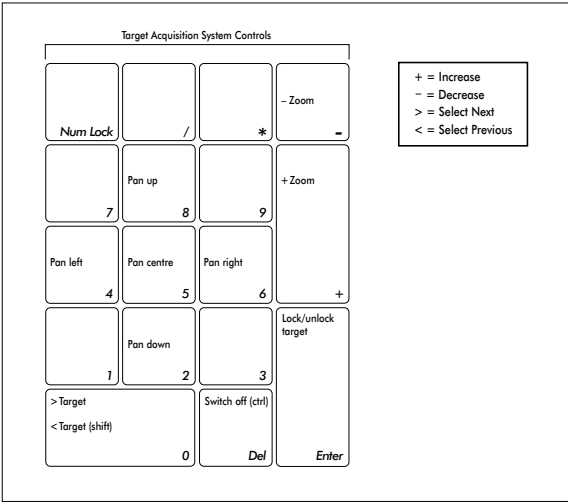 Target Acquisition System Controls
+ = Increase
− = Decrease
> = Select Next
< = Select Previous
Num Lock
/
*
− Zoom
-
7
Pan up
8
9
+ Zoom
+
Pan left
4
Pan centre
5
Pan right
6
1
Pan down
2
3
Lock/unlock
target
Enter
> Target
< Target (shift)
0
Switch off (ctrl)
Del